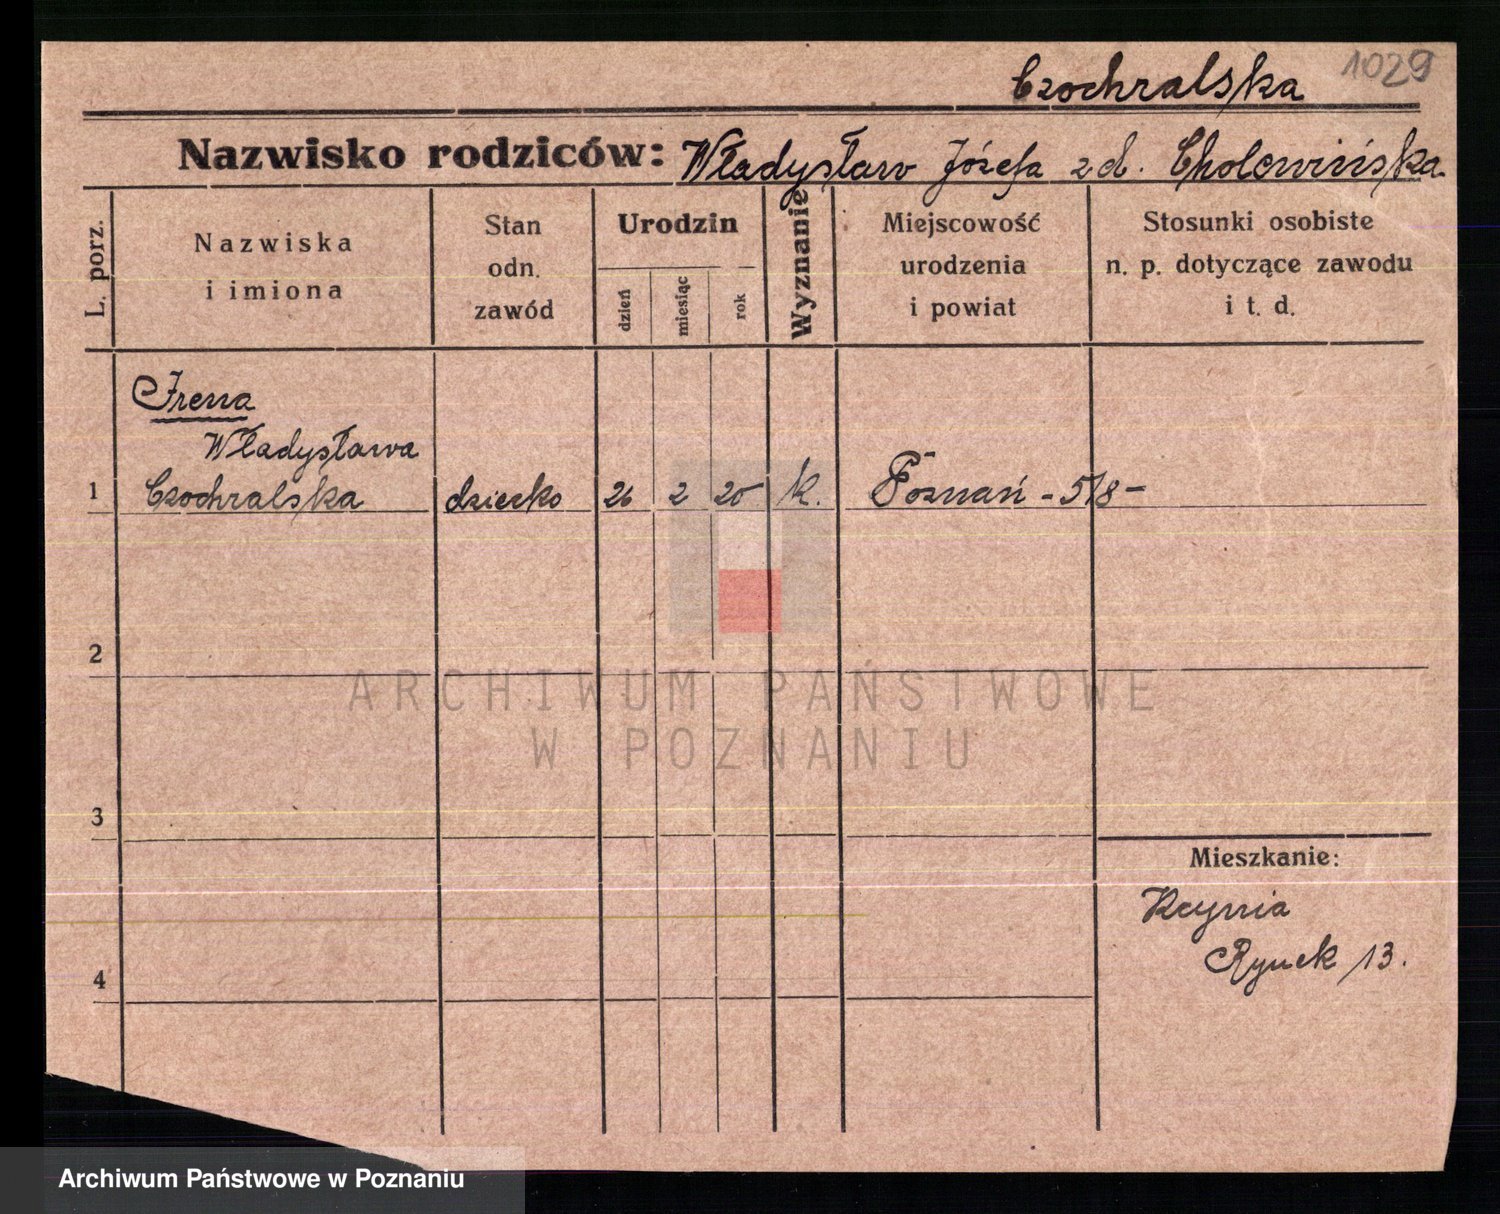 1029
Czochralska
Nazwisko rodziców: Władysław Józefa z d. Cholewińska.
L. porz.
Nazwiska
i imiona
Stan
odn.
zawód
Urodzin
dzień
miesiąc
rok
Wyznanie
Miejscowość
urodzenia
i powiat
Stosunki osobiste
n. p. dotyczące zawodu
i t. d.
Irena
Władysława
1 Czochralska dziecko 26 2 20 k. Poznań - 5/8 -
2
3
4
Mieszkanie:
Kcynia
Rynek 13.
ARCHIWUM PAŃSTWOWE
W POZNANIU
Archiwum Państwowe w Poznaniu